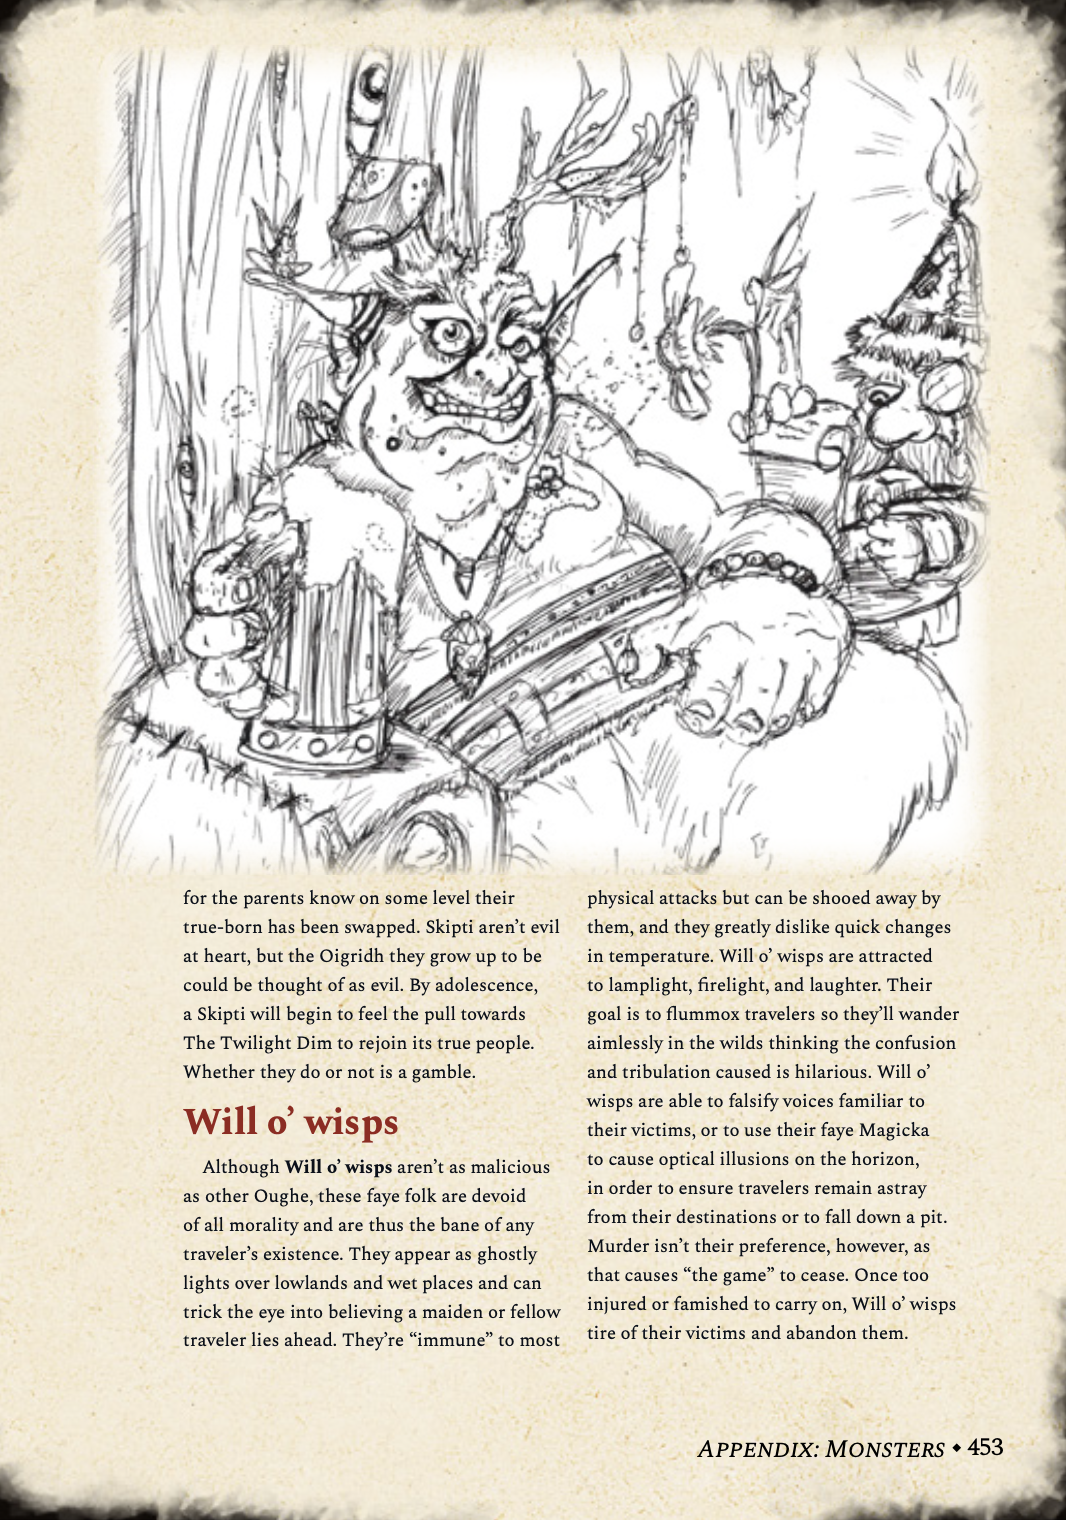 for the parents know on some level their
true-born has been swapped. Skipti aren’t evil
at heart, but the Oigridh they grow up to be
could be thought of as evil. By adolescence,
a Skipti will begin to feel the pull towards
The Twilight Dim to rejoin its true people.
Whether they do or not is a gamble.
Will o’ wisps
Although Will o’ wisps aren’t as malicious
as other Oughe, these faye folk are devoid
of all morality and are thus the bane of any
traveler’s existence. They appear as ghostly
lights over lowlands and wet places and can
trick the eye into believing a maiden or fellow
traveler lies ahead. They’re “immune” to most
physical attacks but can be shooed away by
them, and they greatly dislike quick changes
in temperature. Will o’ wisps are attracted
to lamplight, firelight, and laughter. Their
goal is to flummox travelers so they’ll wander
aimlessly in the wilds thinking the confusion
and tribulation caused is hilarious. Will o’
wisps are able to falsify voices familiar to
their victims, or to use their faye Magicka
to cause optical illusions on the horizon,
in order to ensure travelers remain astray
from their destinations or to fall down a pit.
Murder isn’t their preference, however, as
that causes “the game” to cease. Once too
injured or famished to carry on, Will o’ wisps
tire of their victims and abandon them.
Appendix: Monsters ◆ 453